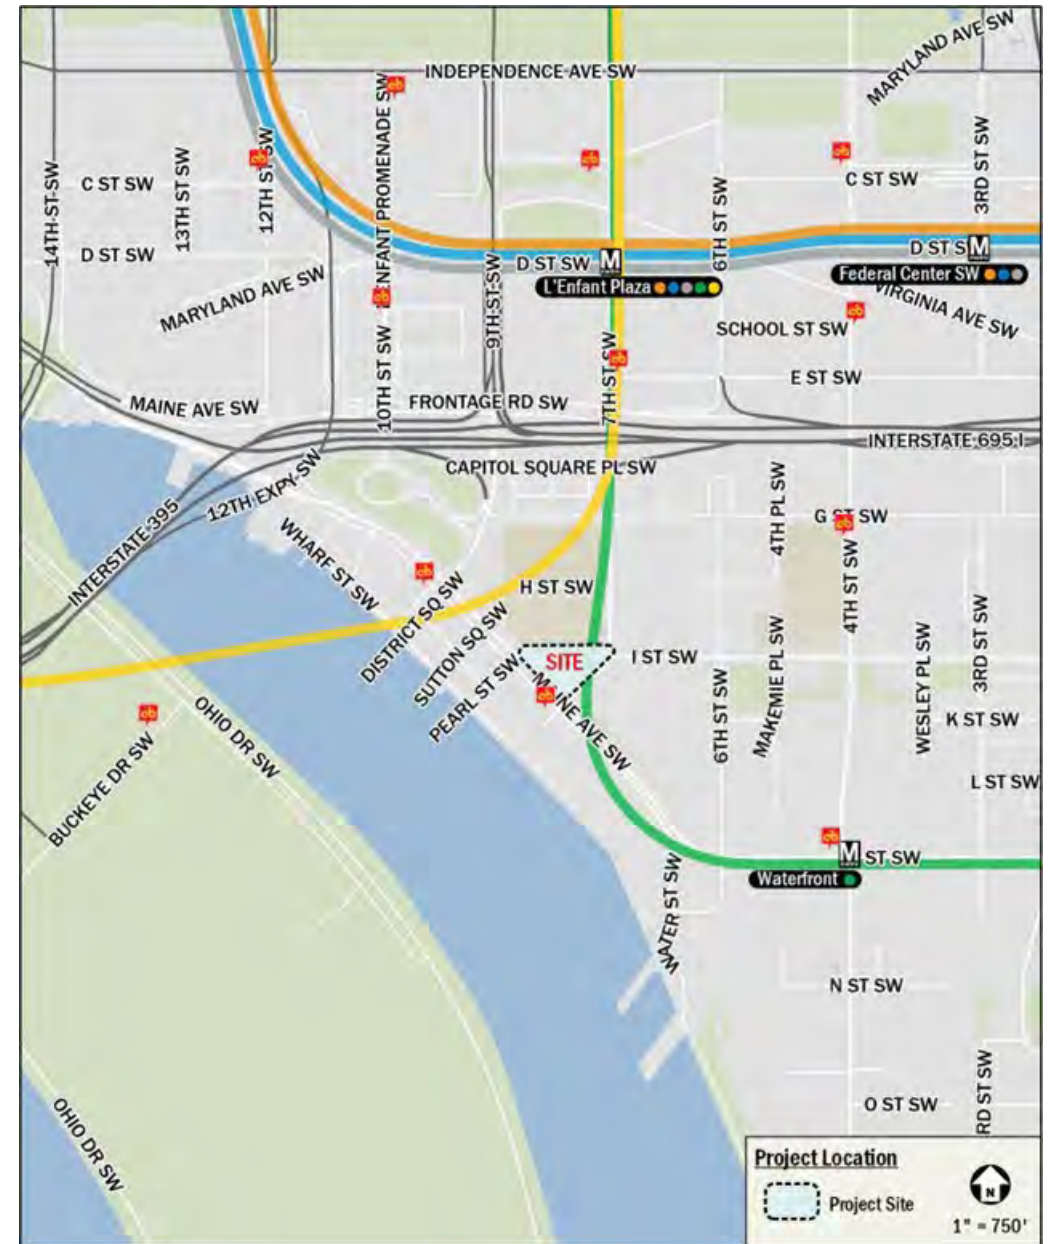 MARYLAND AVE SW
INDEPENDENCE AVE SW
14TH ST SW
C ST SW
13TH ST SW
12TH ST SW
ENFANT PROMENADE SW
6TH ST SW
C ST SW
3RD ST SW
D ST SW
MARYLAND AVE SW
9TH ST SW
D ST SW
M
L'Enfant Plaza
D ST S
M
Federal Center SW
VIRGINIA AVE SW
SCHOOL ST SW
10TH ST SW
7TH ST SW
E ST SW
MAINE AVE SW
FRONTAGE RD SW
INTERSTATE 695 I
CAPITOL SQUARE PL SW
12TH EXPY SW
INTERSTATE 395
4TH PL SW
G ST SW
4TH ST SW
WHARF ST SW
H ST SW
DISTRICT SQ SW
SUTTON SQ SW
PEARL ST SW
SITE
I ST SW
MAINE AVE SW
6TH ST SW
MAKEMIE PL SW
WESLEY PL SW
3RD ST SW
K ST SW
OHIO DR SW
BUCKEYE DR SW
L ST SW
M
ST SW
Waterfront
ATER ST SW
N ST SW
O ST SW
RD ST SW
OHIO DR SW
Project Location
Project Site
N
1" = 750'